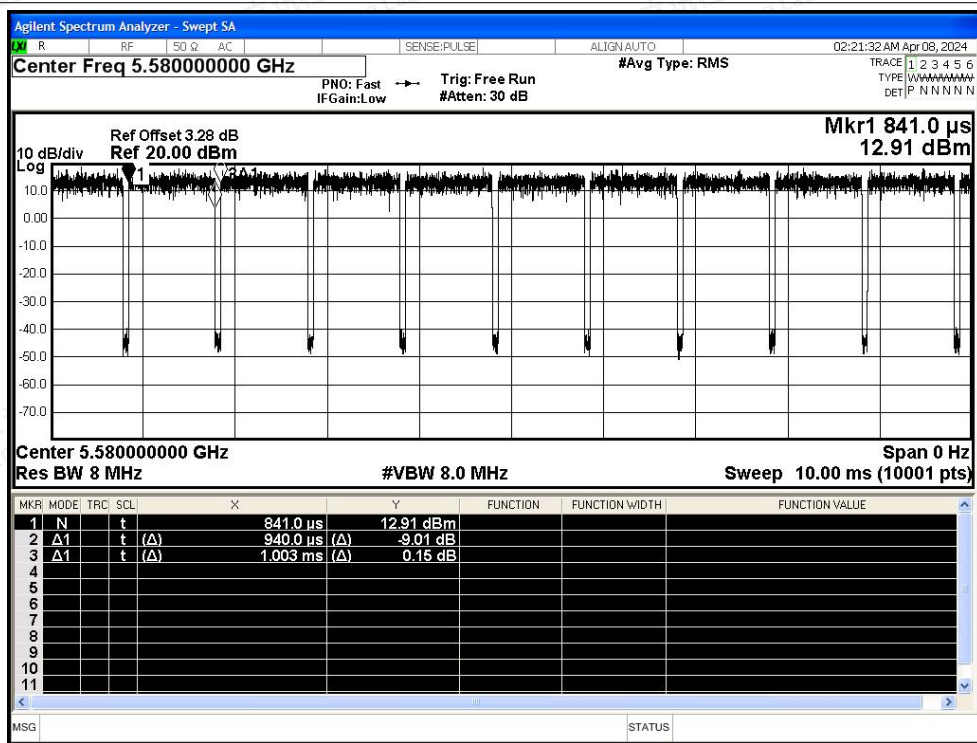 Agilent Spectrum Analyzer - Swept SA
LXI R RF 50 Ω AC SENSE:PULSE ALIGN AUTO 02:21:32 AM Apr 08, 2024
Center Freq 5.580000000 GHz #Avg Type: RMS TRACE 1 2 3 4 5 6
PNO: Fast Trig: Free Run TYPE WWWWWW
IFGain:Low #Atten: 30 dB DET P N N N N N
Mkr1 841.0 µs
Ref Offset 3.28 dB
10 dB/div Ref 20.00 dBm 12.91 dBm
Log
1 3Δ1
10.0
0.00
-10.0
-20.0
-30.0
-40.0
-50.0
-60.0
-70.0
Center 5.580000000 GHz Span 0 Hz
Res BW 8 MHz #VBW 8.0 MHz Sweep 10.00 ms (10001 pts)
MKR MODE TRC SCL X Y FUNCTION FUNCTION WIDTH FUNCTION VALUE
1 N t 841.0 µs 12.91 dBm
2 Δ1 t (Δ) 940.0 µs (Δ) -9.01 dB
3 Δ1 t (Δ) 1.003 ms (Δ) 0.15 dB
4
5
6
7
8
9
10
11
MSG STATUS